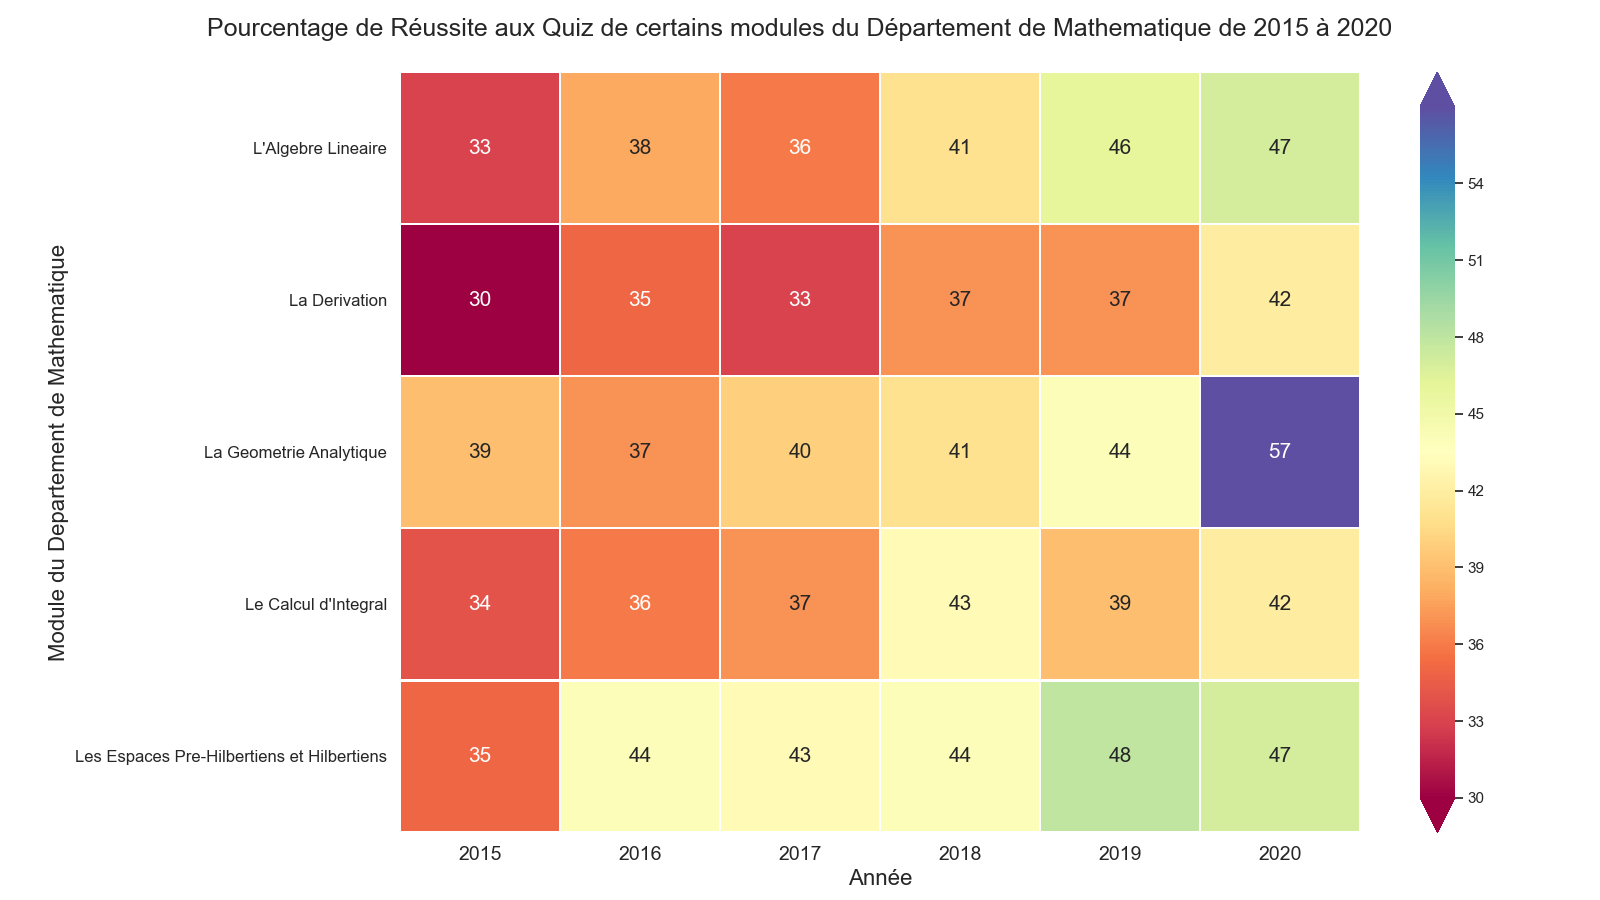 Pourcentage de Réussite aux Quiz de certains modules du Département de Mathematique de 2015 à 2020
Module du Departement de Mathematique
L'Algebre Lineaire 33 38 36 41 46 47
La Derivation 30 35 33 37 37 42
La Geometrie Analytique 39 37 40 41 44 57
Le Calcul d'Integral 34 36 37 43 39 42
Les Espaces Pre-Hilbertiens et Hilbertiens 35 44 43 44 48 47
2015 2016 2017 2018 2019 2020
Année
54
51
48
45
42
39
36
33
30